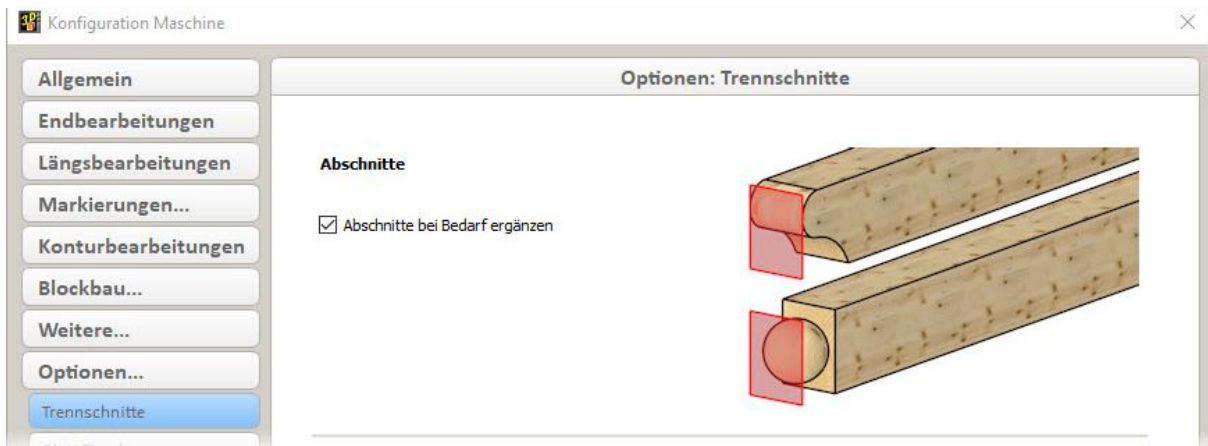 Konfiguration Maschine
Allgemein
Endbearbeitungen
Längsbearbeitungen
Markierungen...
Konturbearbeitungen
Blockbau...
Weitere...
Optionen...
Trennschnitte
Optionen: Trennschnitte
Abschnitte
Abschnitte bei Bedarf ergänzen